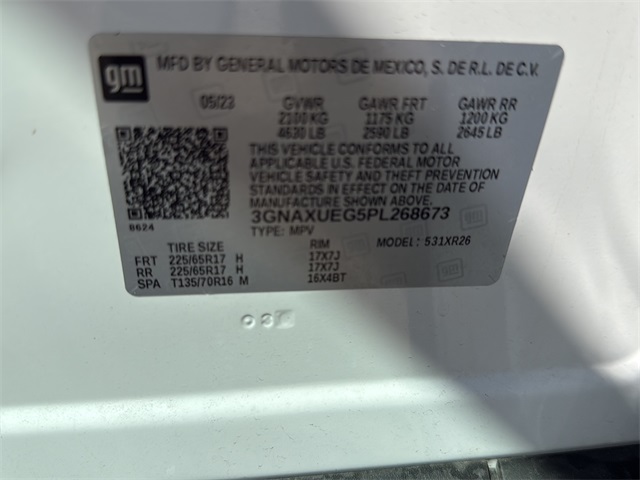 gm MFD BY GENERAL MOTORS DE MEXICO, S. DE R.L. DE C.V.
05/23 GVWR GAWR FRT GAWR RR
2100 KG 1175 KG 1200 KG
4630 LB 2590 LB 2645 LB
THIS VEHICLE CONFORMS TO ALL
APPLICABLE U.S. FEDERAL MOTOR
VEHICLE SAFETY AND THEFT PREVENTION
STANDARDS IN EFFECT ON THE DATE OF
MANUFACTURE SHOWN ABOVE.
3GNAXUEG5PL268673
8624 TYPE: MPV
TIRE SIZE RIM MODEL: 531XR26
FRT 225/65R17 H 17X7J
RR 225/65R17 H 17X7J
SPA T135/70R16 M 16X4BT